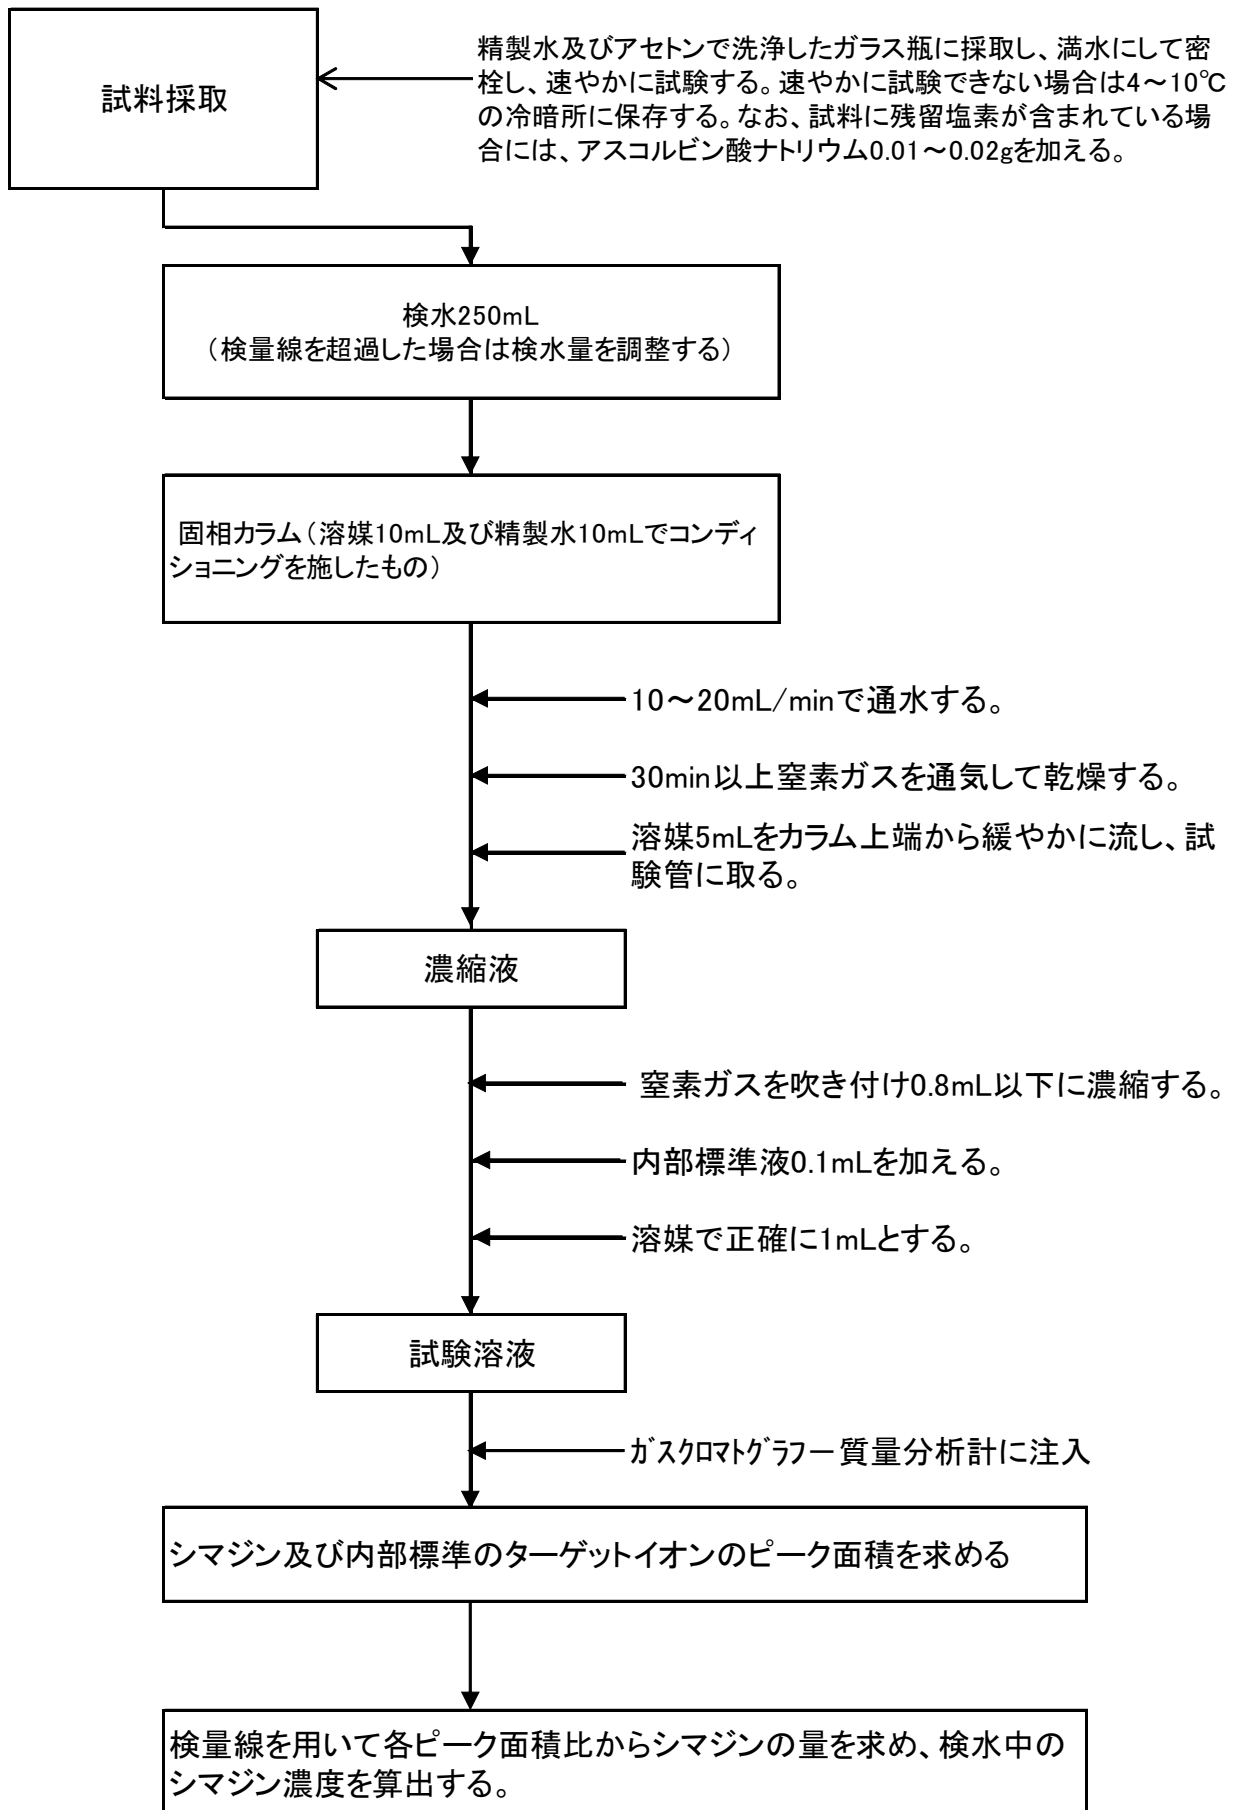 試料採取
精製水及びアセトンで洗浄したガラス瓶に採取し、満水にして密
栓し、速やかに試験する。速やかに試験できない場合は4～10℃
の冷暗所に保存する。なお、試料に残留塩素が含まれている場
合には、アスコルビン酸ナトリウム0.01～0.02gを加える。
検水250mL
（検量線を超過した場合は検水量を調整する）
固相カラム（溶媒10mL及び精製水10mLでコンディ
ショニングを施したもの）
10～20mL/minで通水する。
30min以上窒素ガスを通気して乾燥する。
溶媒5mLをカラム上端から緩やかに流し、試
験管に取る。
濃縮液
窒素ガスを吹き付け0.8mL以下に濃縮する。
内部標準液0.1mLを加える。
溶媒で正確に1mLとする。
試験溶液
ｶﾞｽｸﾛﾏﾄｸﾞﾗﾌー質量分析計に注入
シマジン及び内部標準のターゲットイオンのピーク面積を求める
検量線を用いて各ピーク面積比からシマジンの量を求め、検水中の
シマジン濃度を算出する。